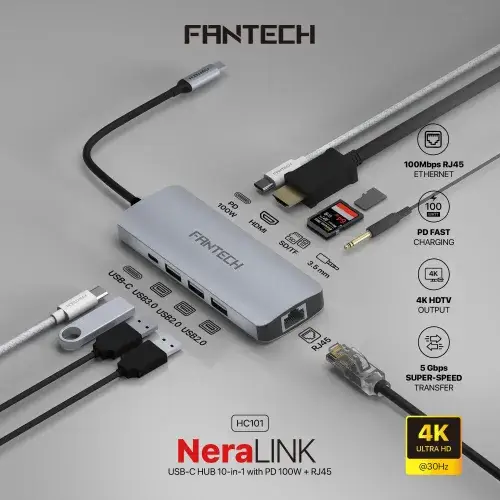 FANTECH
100Mbps RJ45
ETHERNET
100
PD FAST
CHARGING
4K
4K HDTV
OUTPUT
5 Gbps
SUPER-SPEED
TRANSFER
PD
100W
HDMI
SD/TF
3.5 mm
FANTECH
USB-C
USB3.0
USB2.0
USB2.0
RJ45
HC101
NeraLINK
USB-C HUB 10-in-1 with PD 100W + RJ45
4K
ULTRA HD
@30Hz